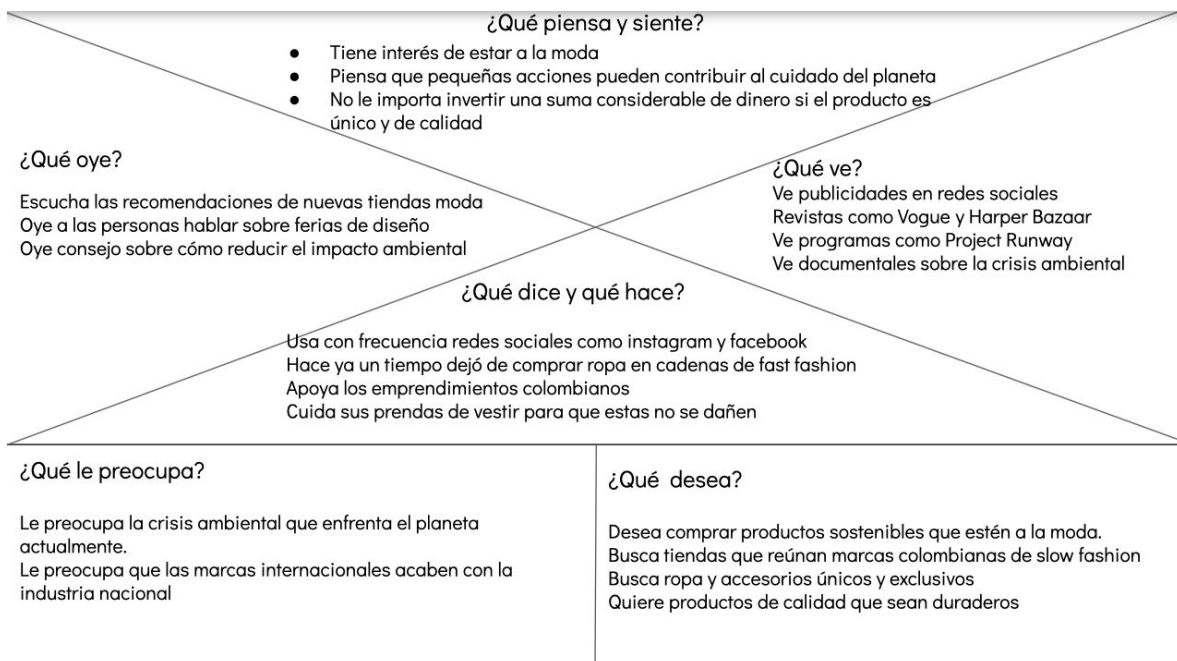 ¿Qué piensa y siente?
● Tiene interés de estar a la moda
● Piensa que pequeñas acciones pueden contribuir al cuidado del planeta
● No le importa invertir una suma considerable de dinero si el producto es
único y de calidad
¿Qué oye?
Escucha las recomendaciones de nuevas tiendas moda
Oye a las personas hablar sobre ferias de diseño
Oye consejo sobre cómo reducir el impacto ambiental
¿Qué ve?
Ve publicidades en redes sociales
Revistas como Vogue y Harper Bazaar
Ve programas como Project Runway
Ve documentales sobre la crisis ambiental
¿Qué dice y qué hace?
Usa con frecuencia redes sociales como instagram y facebook
Hace ya un tiempo dejó de comprar ropa en cadenas de fast fashion
Apoya los emprendimientos colombianos
Cuida sus prendas de vestir para que estas no se dañen
¿Qué le preocupa?
Le preocupa la crisis ambiental que enfrenta el planeta
actualmente.
Le preocupa que las marcas internacionales acaben con la
industria nacional
¿Qué desea?
Desea comprar productos sostenibles que estén a la moda.
Busca tiendas que reúnan marcas colombianas de slow fashion
Busca ropa y accesorios únicos y exclusivos
Quiere productos de calidad que sean duraderos